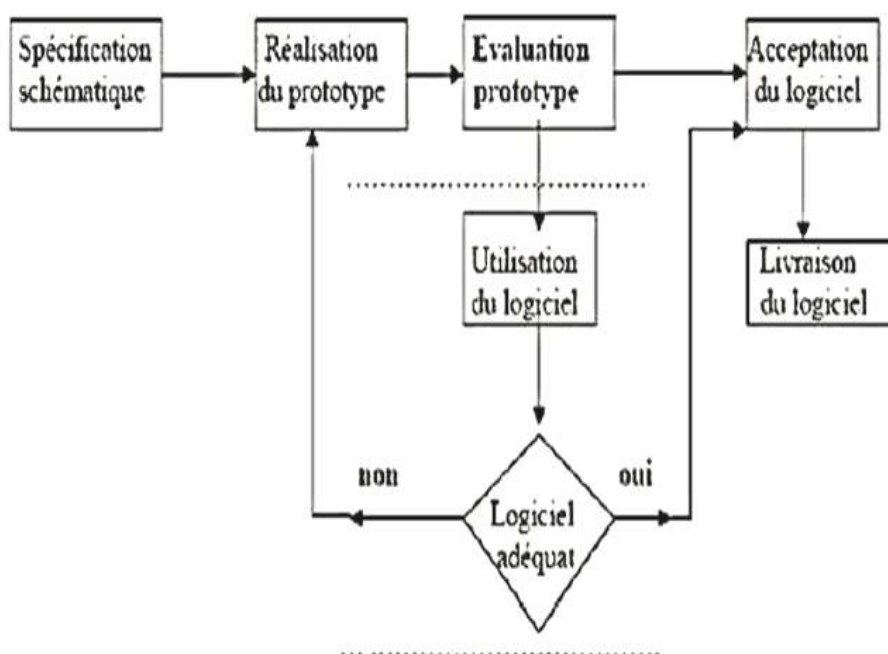 Spécification
schématique
Réalisation
du prototype
Evaluation
prototype
Acceptation
du logiciel
Utilisation
du logiciel
Livraison
du logiciel
non
oui
Logiciel
adéquat